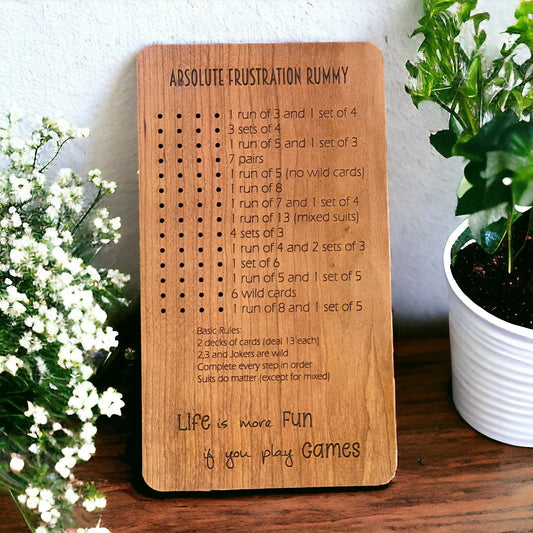 ABSOLUTE FRUSTRATION RUMMY
1 run of 3 and 1 set of 4
3 sets of 4
1 run of 5 and 1 set of 3
7 pairs
1 run of 5 (no wild cards)
1 run of 8
1 run of 7 and 1 set of 4
1 run of 13 (mixed suits)
4 sets of 3
1 run of 4 and 2 sets of 3
1 set of 6
1 run of 5 and 1 set of 5
6 wild cards
1 run of 8 and 1 set of 5
Basic Rules:
2 decks of cards (deal 13 each)
2,3 and Jokers are wild
Complete every step in order
Suits do matter (except for mixed)
Life is more Fun
if you play Games